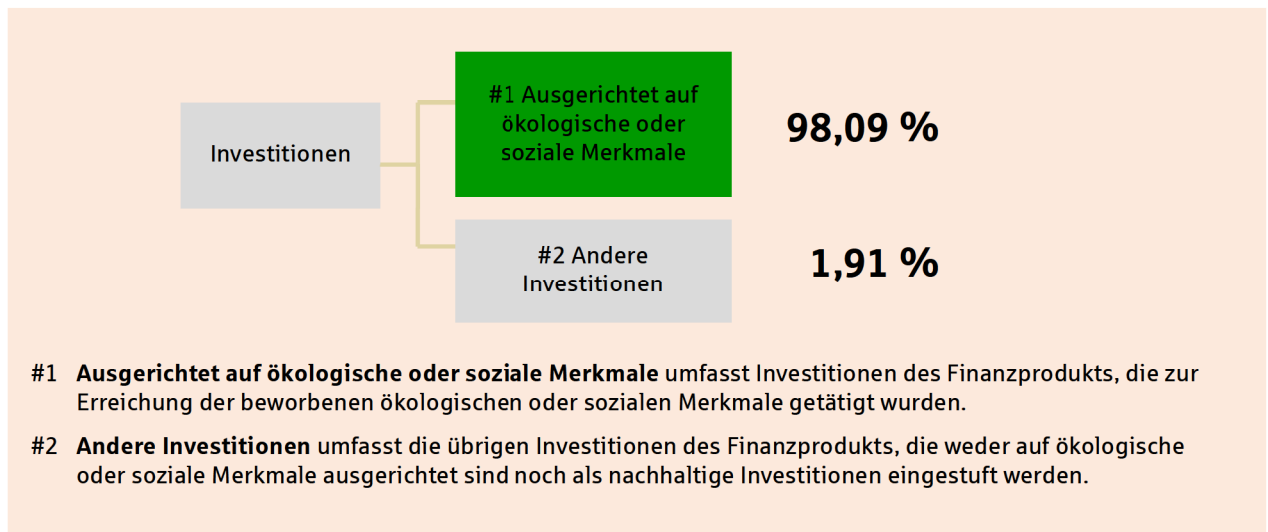 Investitionen
#1 Ausgerichtet auf
ökologische oder
soziale Merkmale
98,09 %
#2 Andere
Investitionen
1,91 %
#1 Ausgerichtet auf ökologische oder soziale Merkmale umfasst Investitionen des Finanzprodukts, die zur
Erreichung der beworbenen ökologischen oder sozialen Merkmale getätigt wurden.
#2 Andere Investitionen umfasst die übrigen Investitionen des Finanzprodukts, die weder auf ökologische
oder soziale Merkmale ausgerichtet sind noch als nachhaltige Investitionen eingestuft werden.